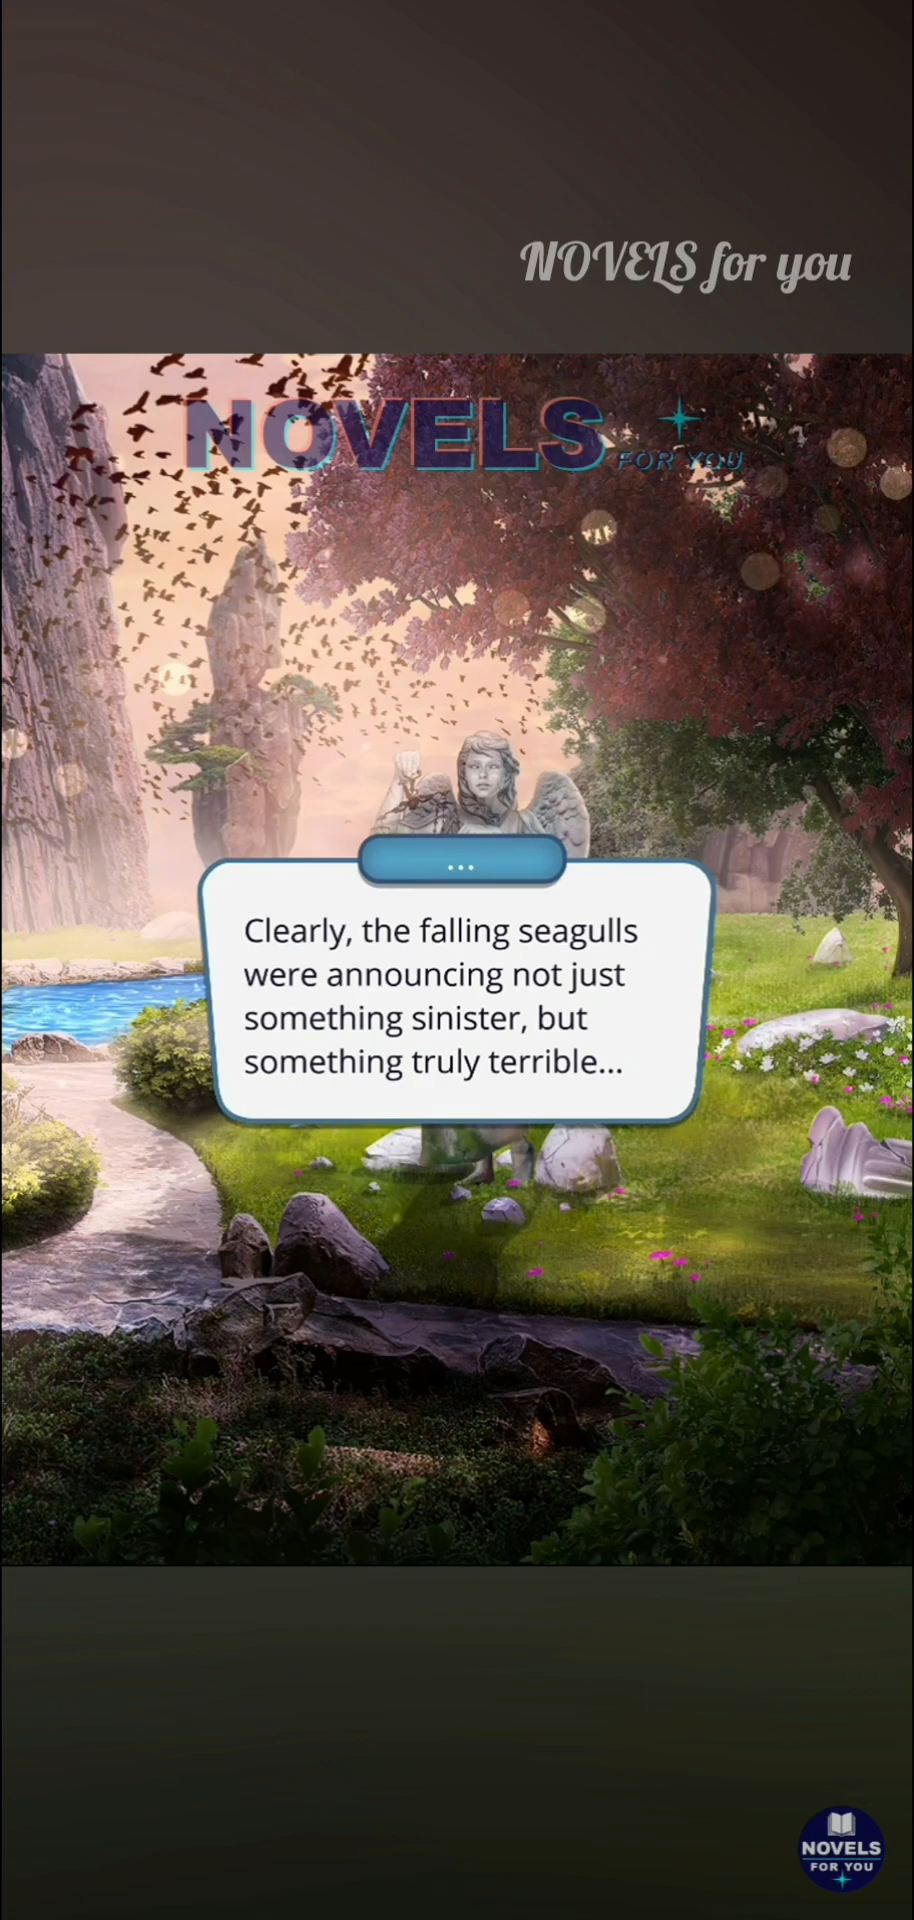 NOVELS for you
NOVELS
FOR YOU
...
Clearly, the falling seagulls
were announcing not just
something sinister, but
something truly terrible...
NOVELS
FOR YOU